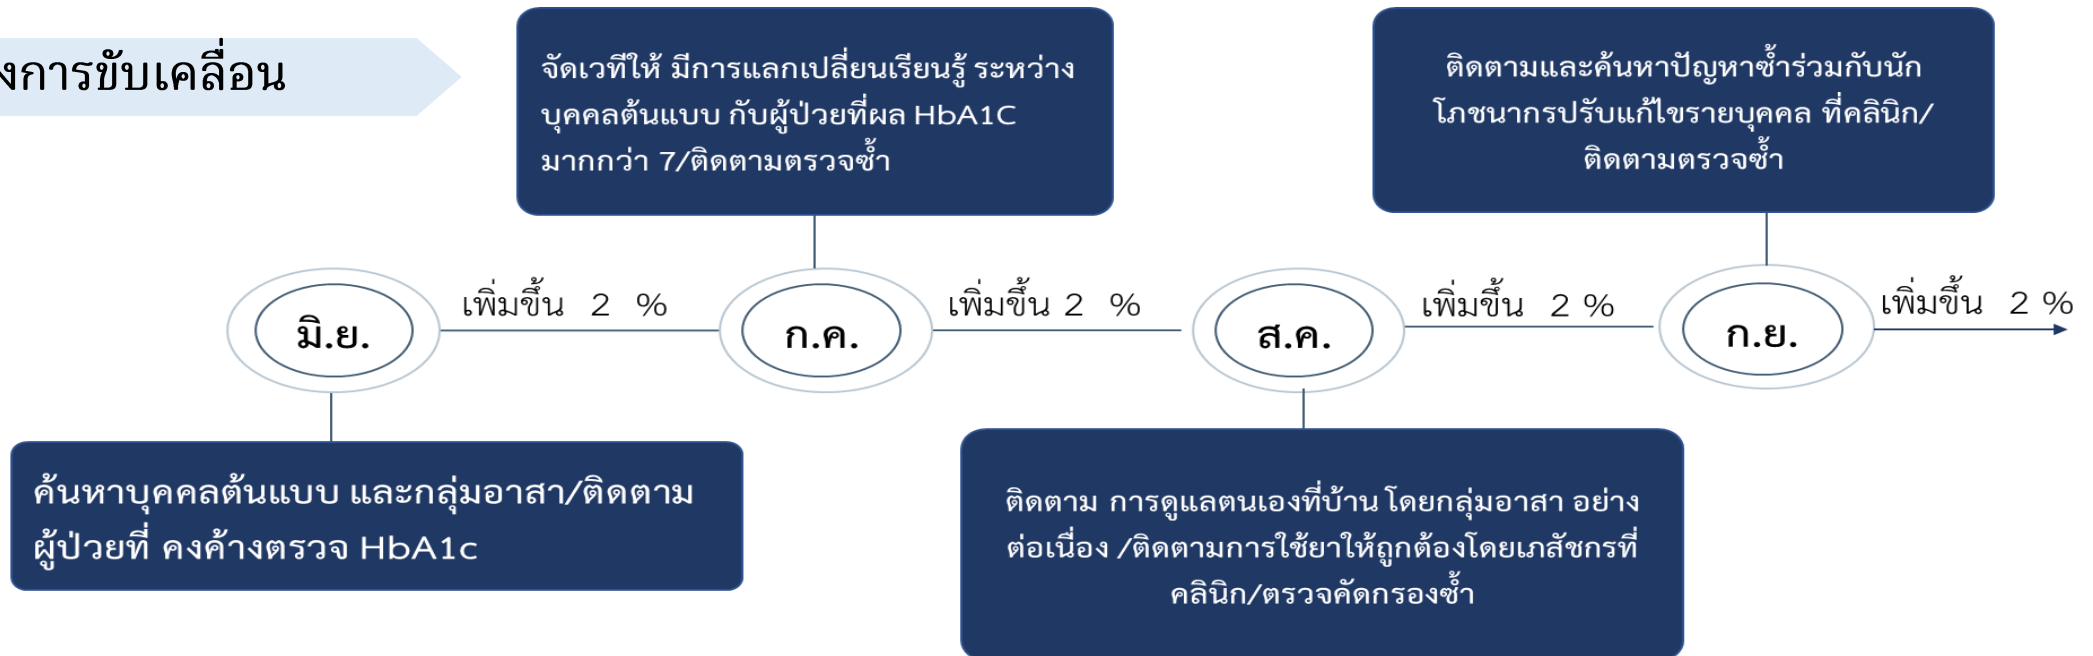 งการขับเคลื่อน
จัดเวทีให้ มีการแลกเปลี่ยนเรียนรู้ ระหว่าง
บุคคลต้นแบบ กับผู้ป่วยที่ผล HbA1C
มากกว่า 7/ติดตามตรวจซ้ำ
ติดตามและค้นหาปัญหาซ้ำร่วมกับนัก
โภชนากรปรับแก้ไขรายบุคคล ที่คลินิก/
ติดตามตรวจซ้ำ
มิ.ย.
เพิ่มขึ้น 2 %
ก.ค.
เพิ่มขึ้น 2 %
ส.ค.
เพิ่มขึ้น 2 %
ก.ย.
เพิ่มขึ้น 2 %
ค้นหาบุคคลต้นแบบ และกลุ่มอาสา/ติดตาม
ผู้ป่วยที่ คงค้างตรวจ HbA1c
ติดตาม การดูแลตนเองที่บ้าน โดยกลุ่มอาสา อย่าง
ต่อเนื่อง /ติดตามการใช้ยาให้ถูกต้องโดยเภสัชกรที่
คลินิก/ตรวจคัดกรองซ้ำ